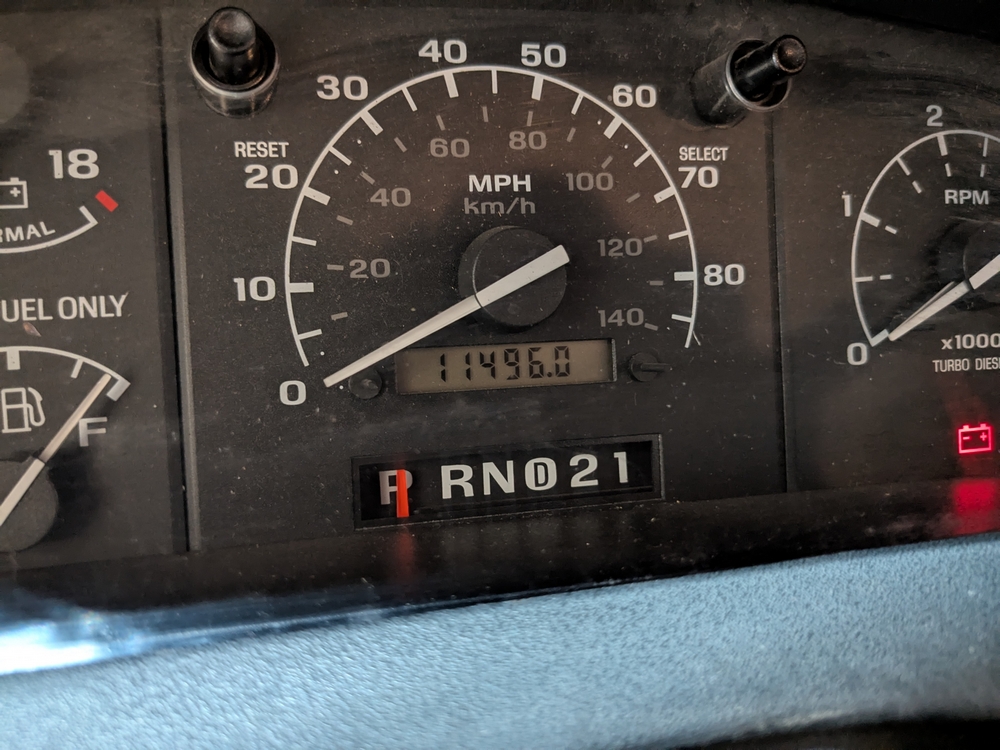 40 50
30 60
60 80
RESET SELECT
20 MPH 70
18 40 km/h 100
RMAL
20 120
10 80
UEL ONLY
140
11496.0
0
F
P RND21
2
1 RPM
0 x1000
TURBO DIES